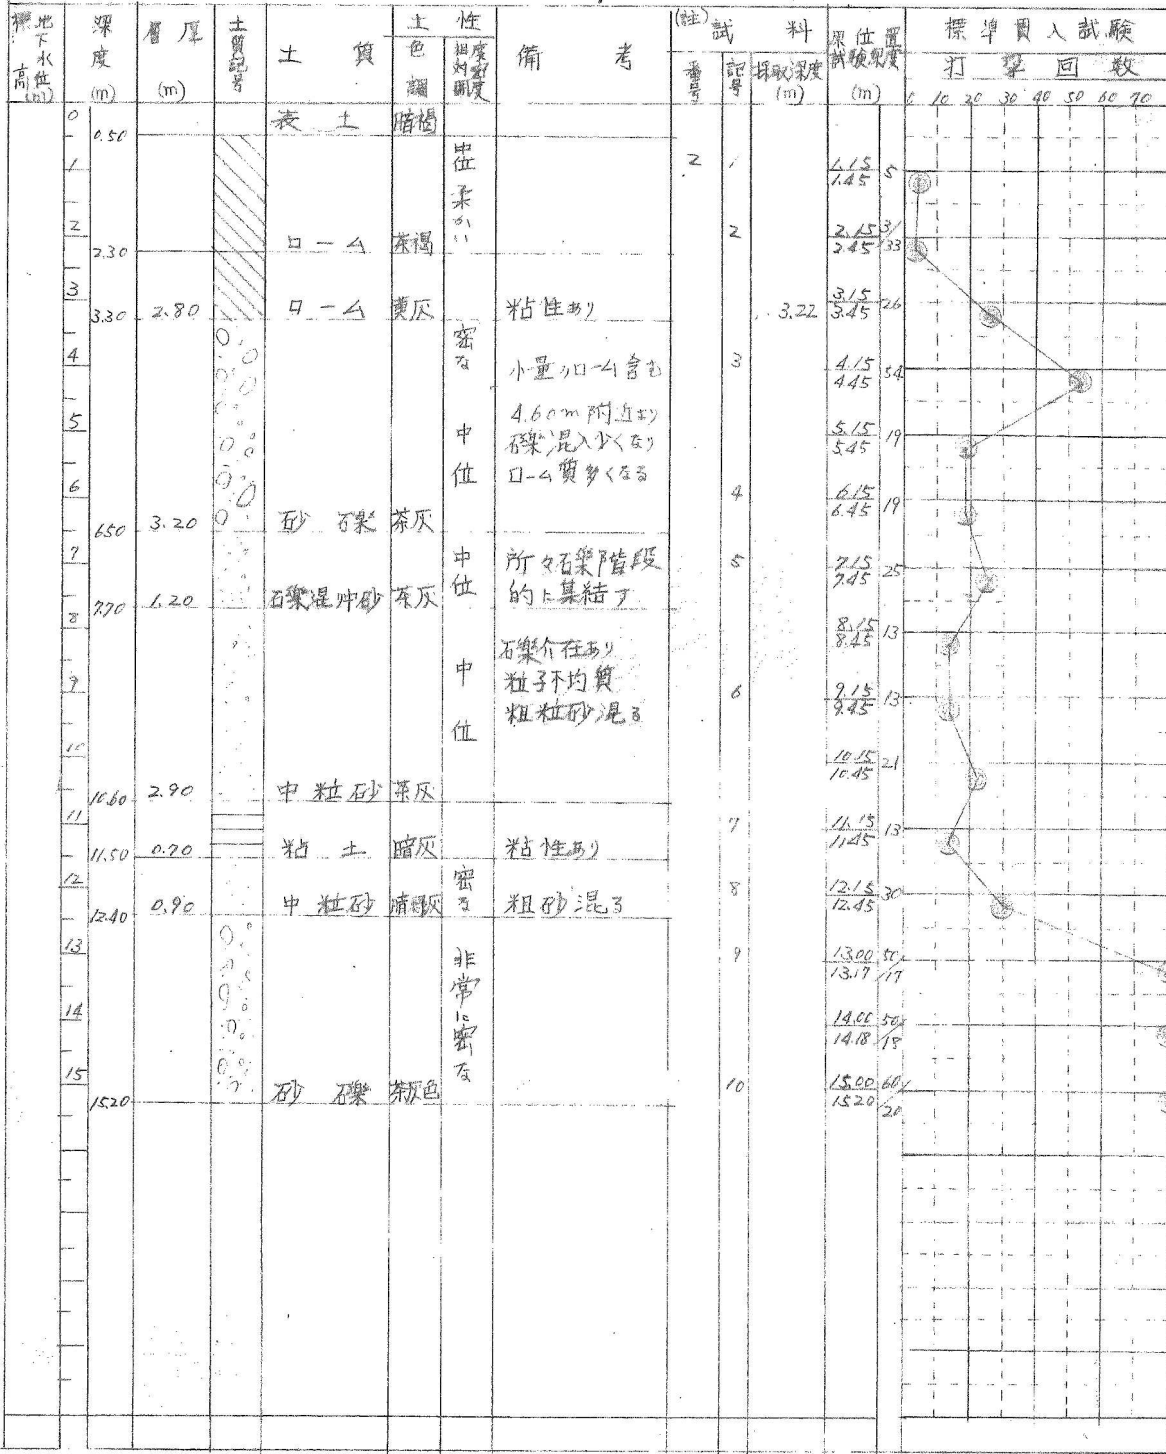 標高 地下水位(m) 深度(m) 層厚(m) 土質記号 土質 土性 色調 相対密度 備考 (註)試料 番号 記号 採取深度(m) 原位置試験深度(m) 標準貫入試験
打撃回数
0 10 20 30 40 50 60 70
0 0.50 表土 暗褐
1 中位 柔かい 2 1 1.15 1.45 5
2 2.30 ローム 茶褐 2 2.15 2.45 3/33
3 3.30 2.80 ローム 黄灰 粘性あり 3.22 3.15 3.45 26
4 密な 小量のローム含む 3 4.15 4.45 54
4.60m附近より
5 中位 礫混入少くなり 5.15 5.45 19
ローム質多くなる
6 6.50 3.20 砂礫 茶灰 4 6.15 6.45 19
7 中位 所々石礫階段 5 7.15 7.45 25
7.70 1.20 礫混中砂 茶灰 的に集結す
8 8.15 8.45 13
石礫介在あり
9 中位 粒子不均質 6 9.15 9.45 13
粗粒砂混る
10 10.60 2.90 中粒砂 茶灰 10.15 10.45 21
11 11.50 0.90 粘土 暗灰 粘性あり 7 11.15 11.45 13
12 12.40 0.90 中粒砂 密な 粗砂混る 8 12.15 12.45 30
13 非常に密な 9 13.00 13.17 50/17
14 14.00 14.18 50/18
15 15.20 砂礫 茶灰色 10 15.00 15.20 60/20